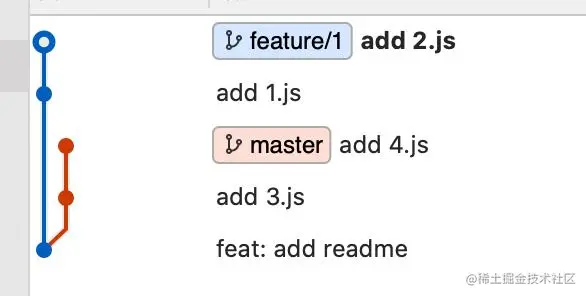 feature/1 add 2.js
add 1.js
master add 4.js
add 3.js
feat: add readme
@稀土掘金技术社区